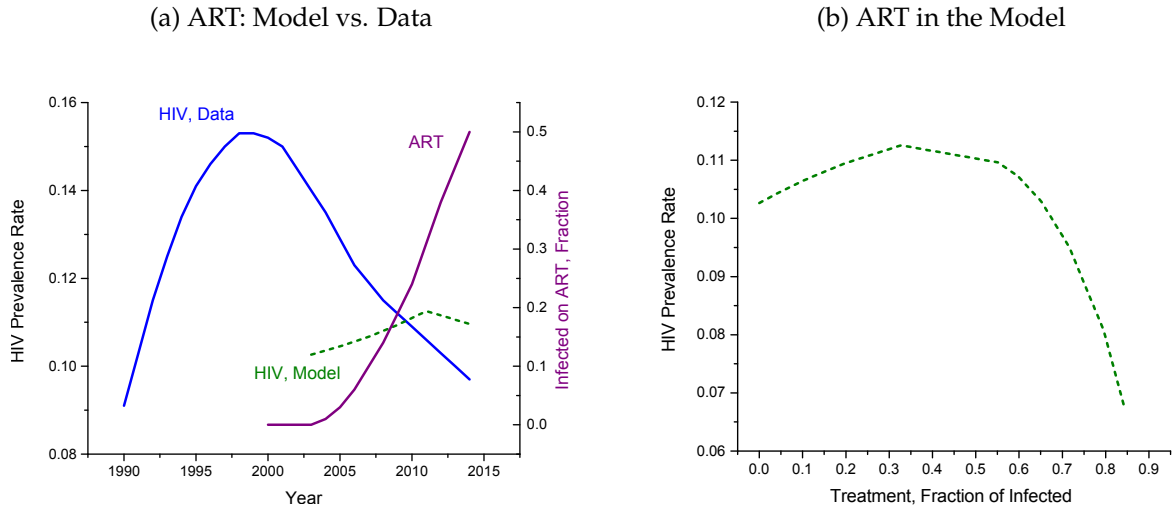 (a) ART: Model vs. Data
HIV, Data
ART
HIV, Model
0.16
0.14
0.12
0.10
0.08
HIV Prevalence Rate
0.5
0.4
0.3
0.2
0.1
0.0
Infected on ART, Fraction
1990 1995 2000 2005 2010 2015
Year
(b) ART in the Model
0.12
0.11
0.10
0.09
0.08
0.07
0.06
HIV Prevalence Rate
0.0 0.1 0.2 0.3 0.4 0.5 0.6 0.7 0.8 0.9
Treatment, Fraction of Infected